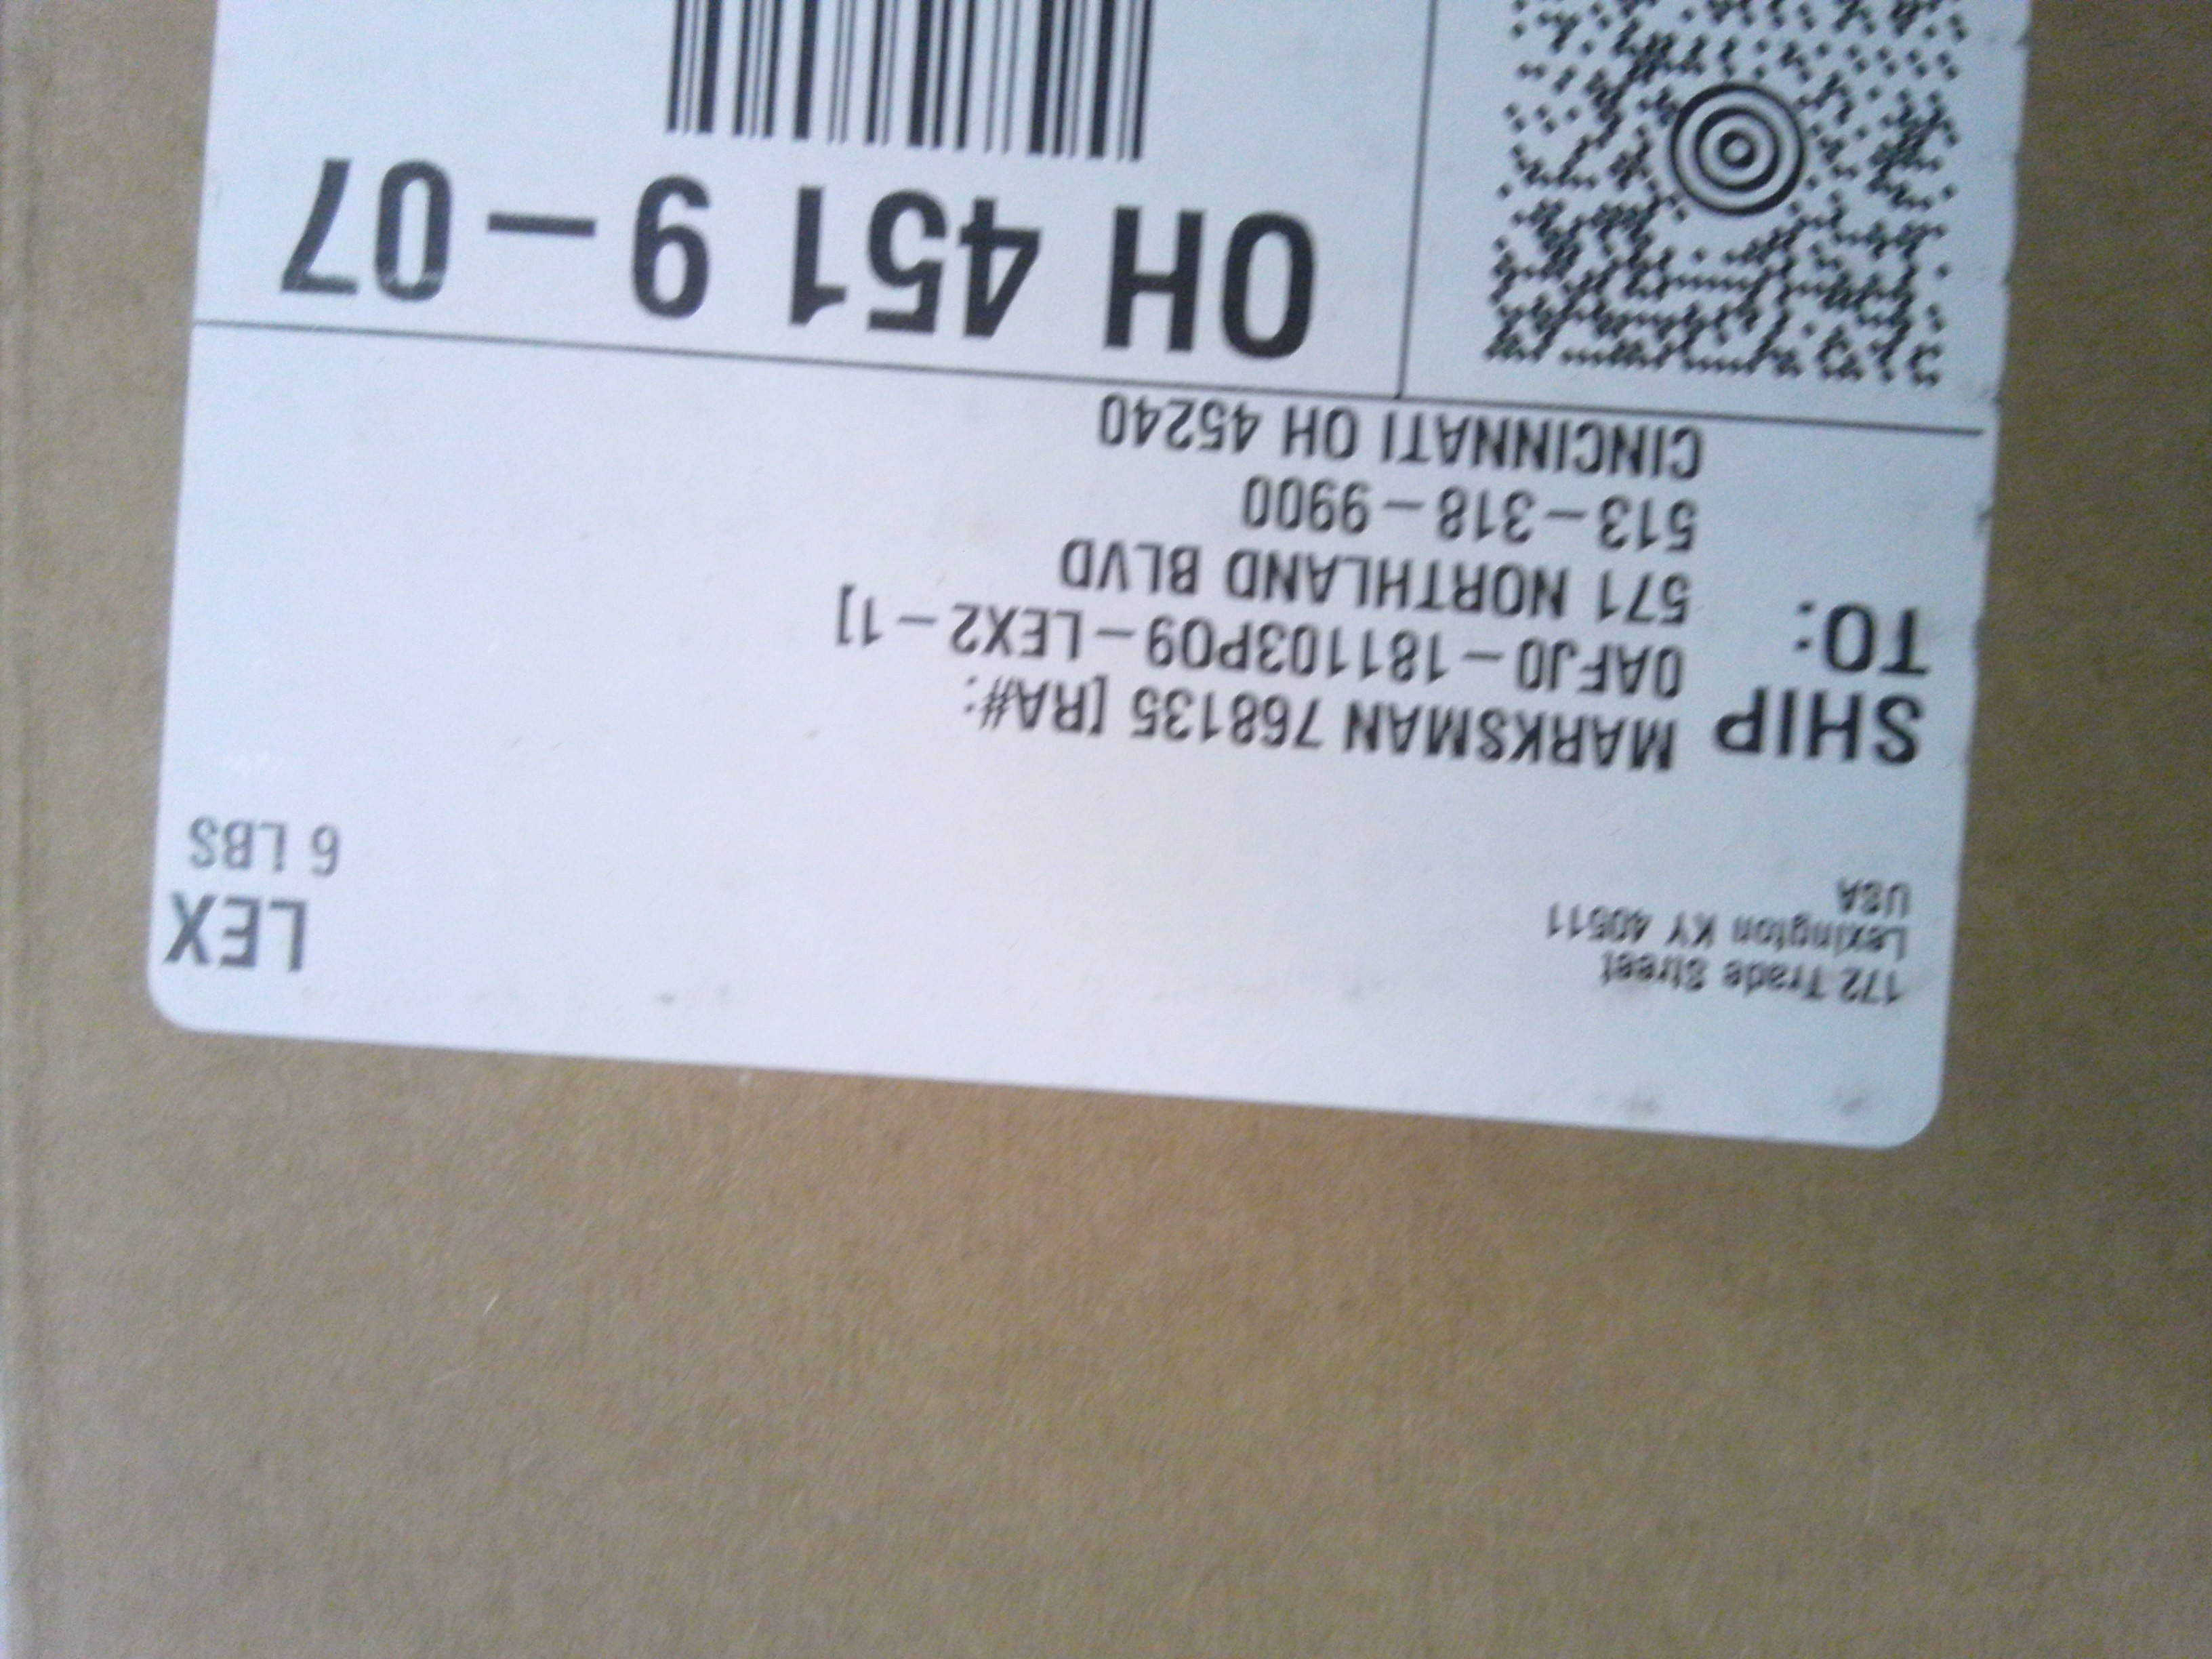 172 Trade Street
Lexington KY 40511
USA
LEX
6 LBS
SHIP
TO:
MARKSMAN 768135 [RA#:
0AFJ0-181103PO9-LEX2-1]
571 NORTHLAND BLVD
513-318-9900
CINCINNATI OH 45240
OH 451 9-07